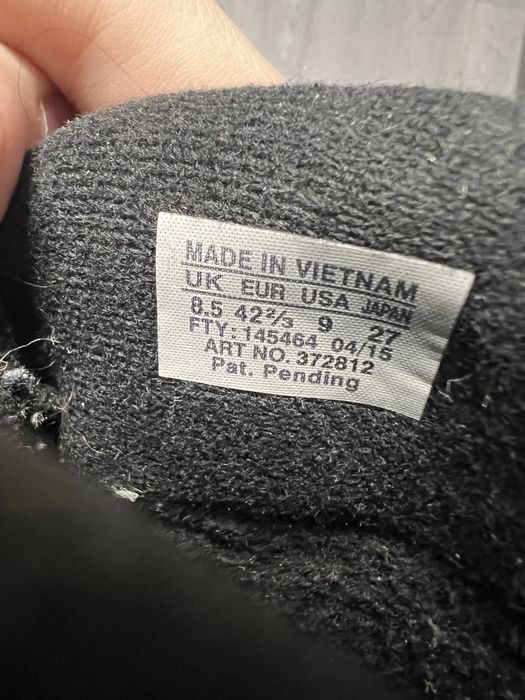 MADE IN VIETNAM
UK EUR USA JAPAN
8.5 42⅔ 9 27
FTY: 145464 04/15
ART NO. 372812
Pat. Pending